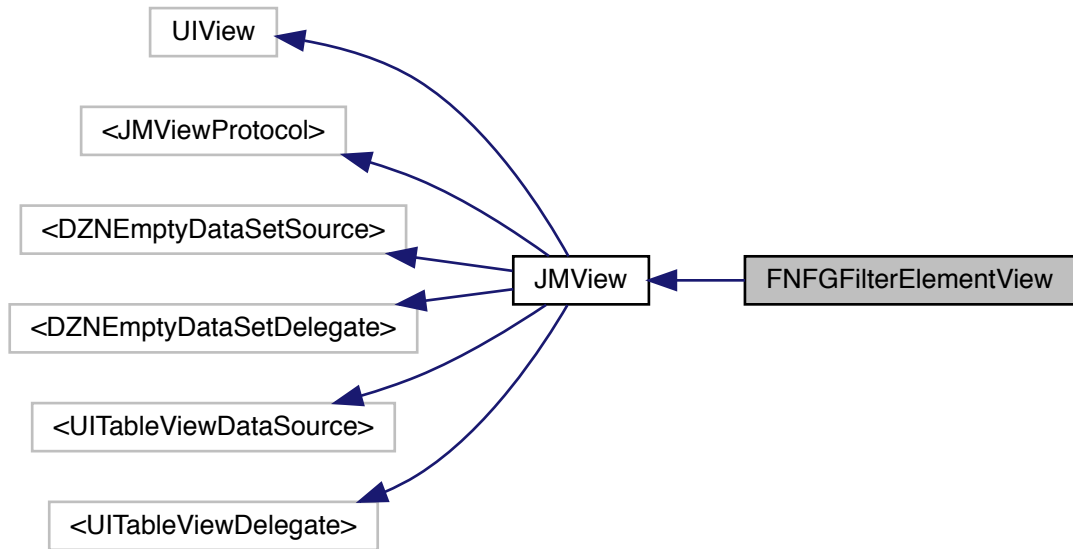 UIView
<JMViewProtocol>
<DZNEmptyDataSetSource>
<DZNEmptyDataSetDelegate>
<UITableViewDataSource>
<UITableViewDelegate>
JMView
FNFGFilterElementView